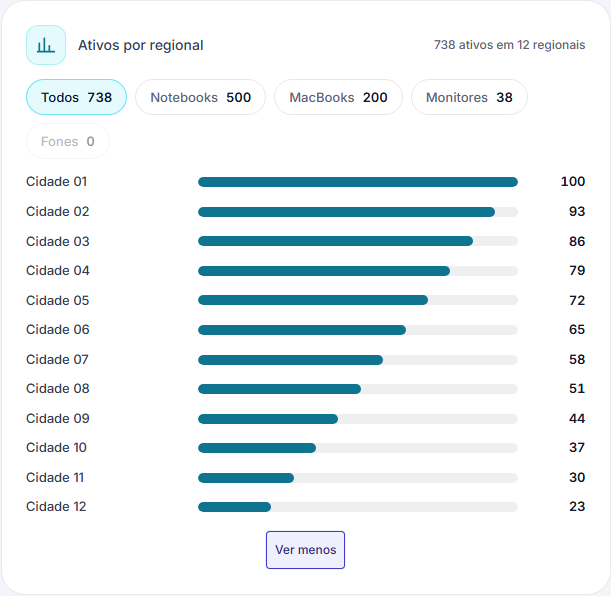 Ativos por regional
738 ativos em 12 regionais
Todos 738 Notebooks 500 MacBooks 200 Monitores 38
Fones 0
Cidade 01 100
Cidade 02 93
Cidade 03 86
Cidade 04 79
Cidade 05 72
Cidade 06 65
Cidade 07 58
Cidade 08 51
Cidade 09 44
Cidade 10 37
Cidade 11 30
Cidade 12 23
Ver menos